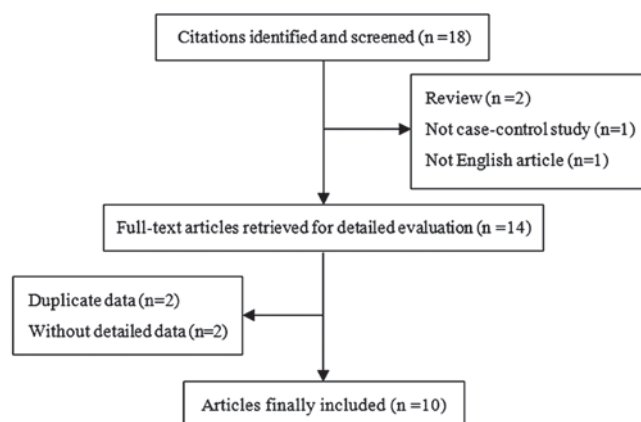 Citations identified and screened (n =18)
Review (n =2)
Not case-control study (n=1)
Not English article (n=1)
Full-text articles retrieved for detailed evaluation (n =14)
Duplicate data (n=2)
Without detailed data (n=2)
Articles finally included (n =10)